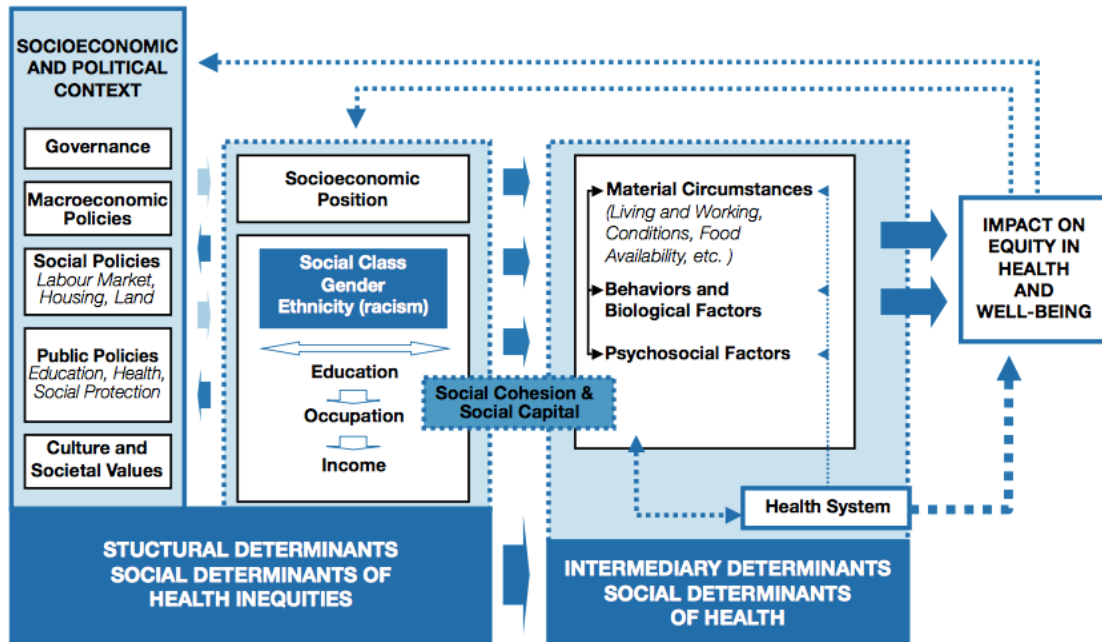 SOCIOECONOMIC
AND POLITICAL
CONTEXT
Governance
Macroeconomic
Policies
Social Policies
Labour Market,
Housing, Land
Public Policies
Education, Health,
Social Protection
Culture and
Societal Values
Socioeconomic
Position
Social Class
Gender
Ethnicity (racism)
Education
Occupation
Income
Social Cohesion &
Social Capital
Material Circumstances
(Living and Working,
Conditions, Food
Availability, etc. )
Behaviors and
Biological Factors
Psychosocial Factors
Health System
IMPACT ON
EQUITY IN
HEALTH
AND
WELL-BEING
STUCTURAL DETERMINANTS
SOCIAL DETERMINANTS OF
HEALTH INEQUITIES
INTERMEDIARY DETERMINANTS
SOCIAL DETERMINANTS
OF HEALTH